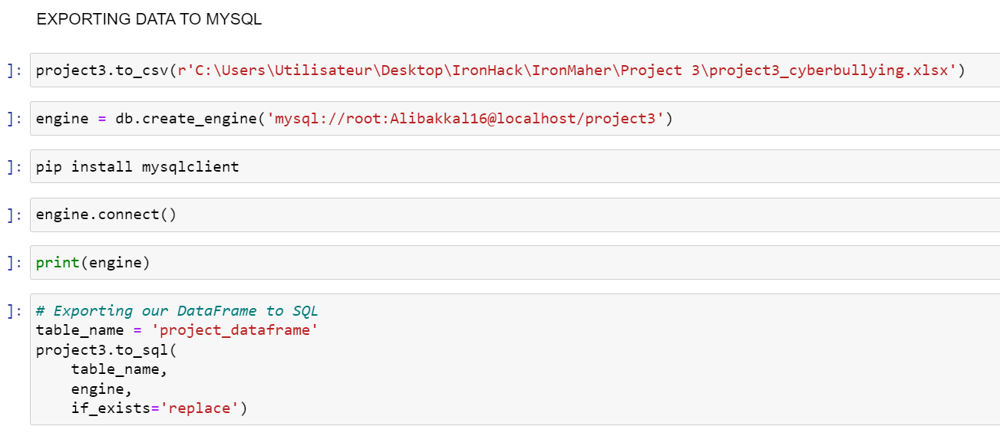 EXPORTING DATA TO MYSQL
]: project3.to_csv(r'C:\Users\Utilisateur\Desktop\IronHack\IronMaher\Project 3\project3_cyberbullying.xlsx')
]: engine = db.create_engine('mysql://root:Alibakkal16@localhost/project3')
]: pip install mysqlclient
]: engine.connect()
]: print(engine)
]: # Exporting our DataFrame to SQL
table_name = 'project_dataframe'
project3.to_sql(
    table_name,
    engine,
    if_exists='replace')